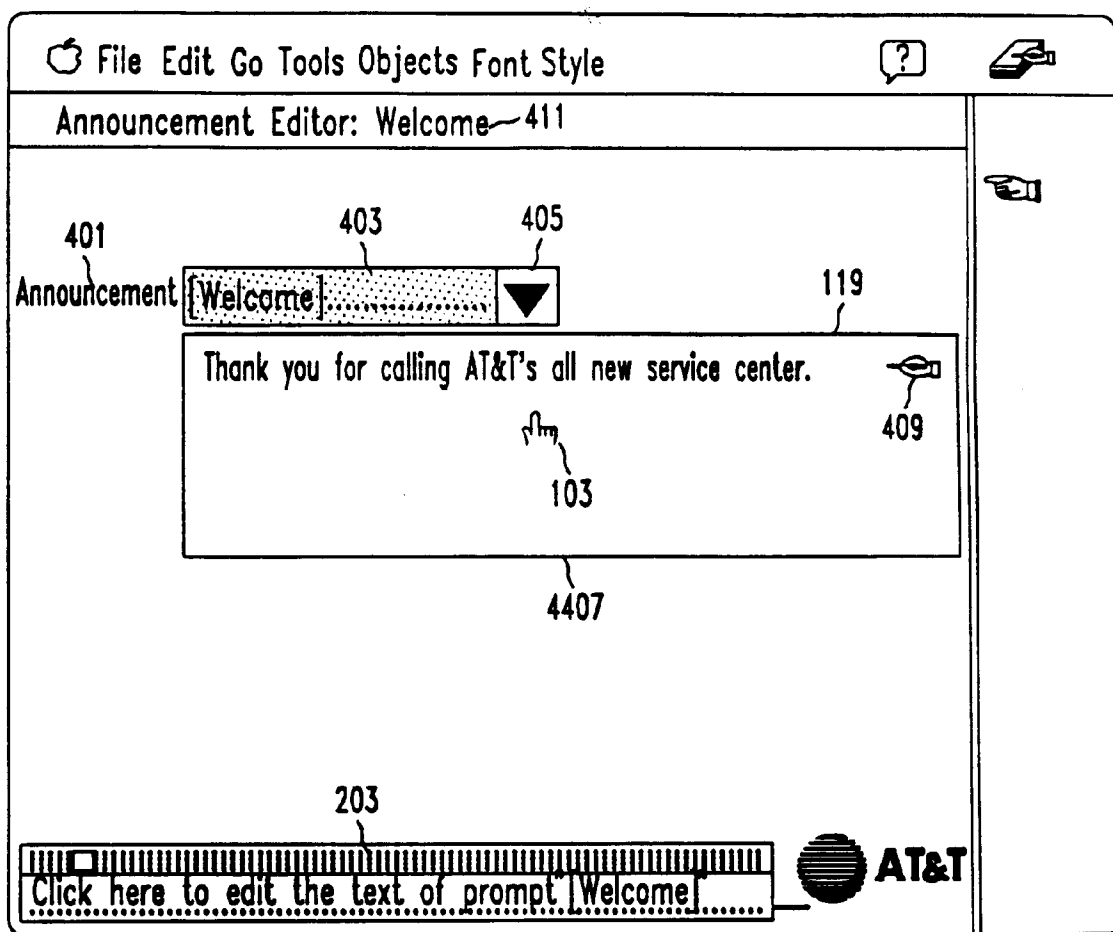 File Edit Go Tools Objects Font Style ?
Announcement Editor: Welcome 411
401 403 405
Announcement [Welcome]
119
Thank you for calling AT&T's all new service center.
409
103
4407
203
Click here to edit the text of prompt "[Welcome]"
AT&T